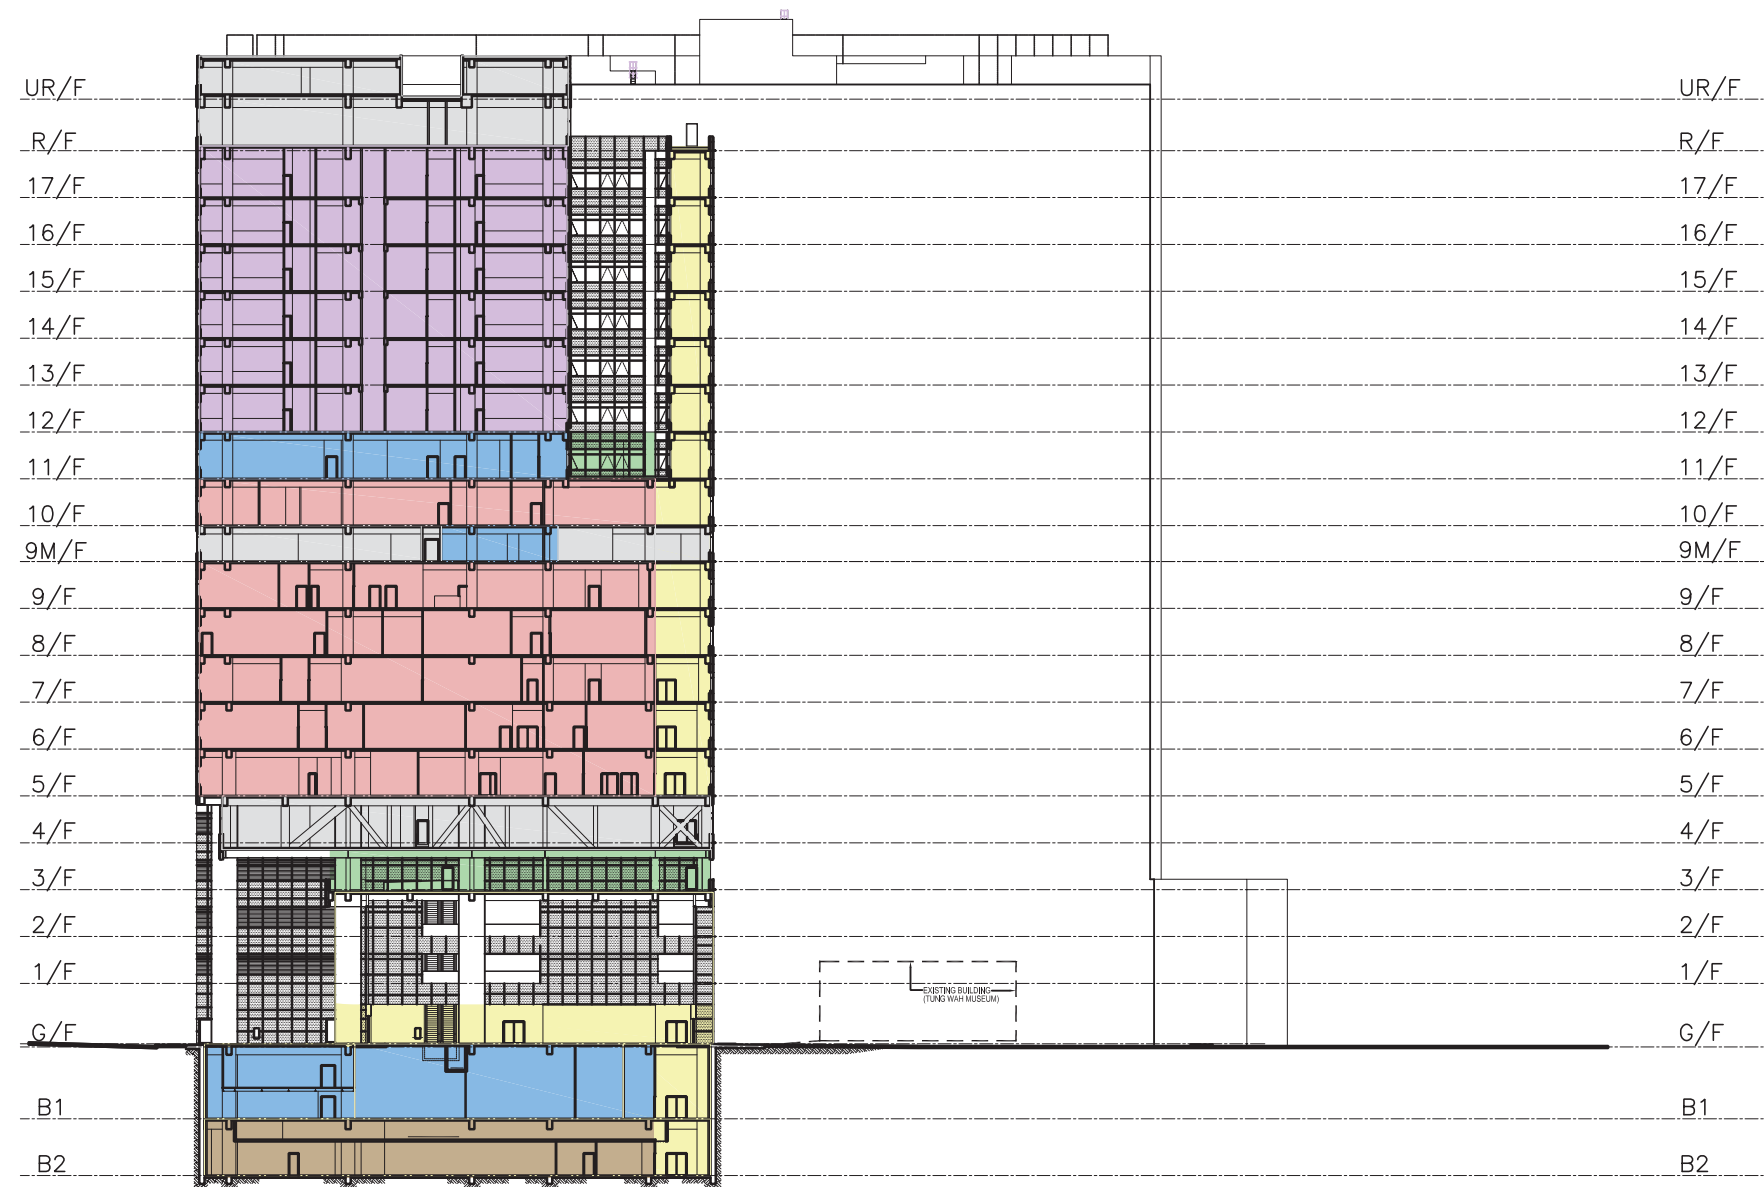 UR/F UR/F
R/F R/F
17/F 17/F
16/F 16/F
15/F 15/F
14/F 14/F
13/F 13/F
12/F 12/F
11/F 11/F
10/F 10/F
9M/F 9M/F
9/F 9/F
8/F 8/F
7/F 7/F
6/F 6/F
5/F 5/F
4/F 4/F
3/F 3/F
2/F 2/F
1/F 1/F
EXISTING BUILDING
(TUNG WAH MUSEUM)
G/F G/F
B1 B1
B2 B2